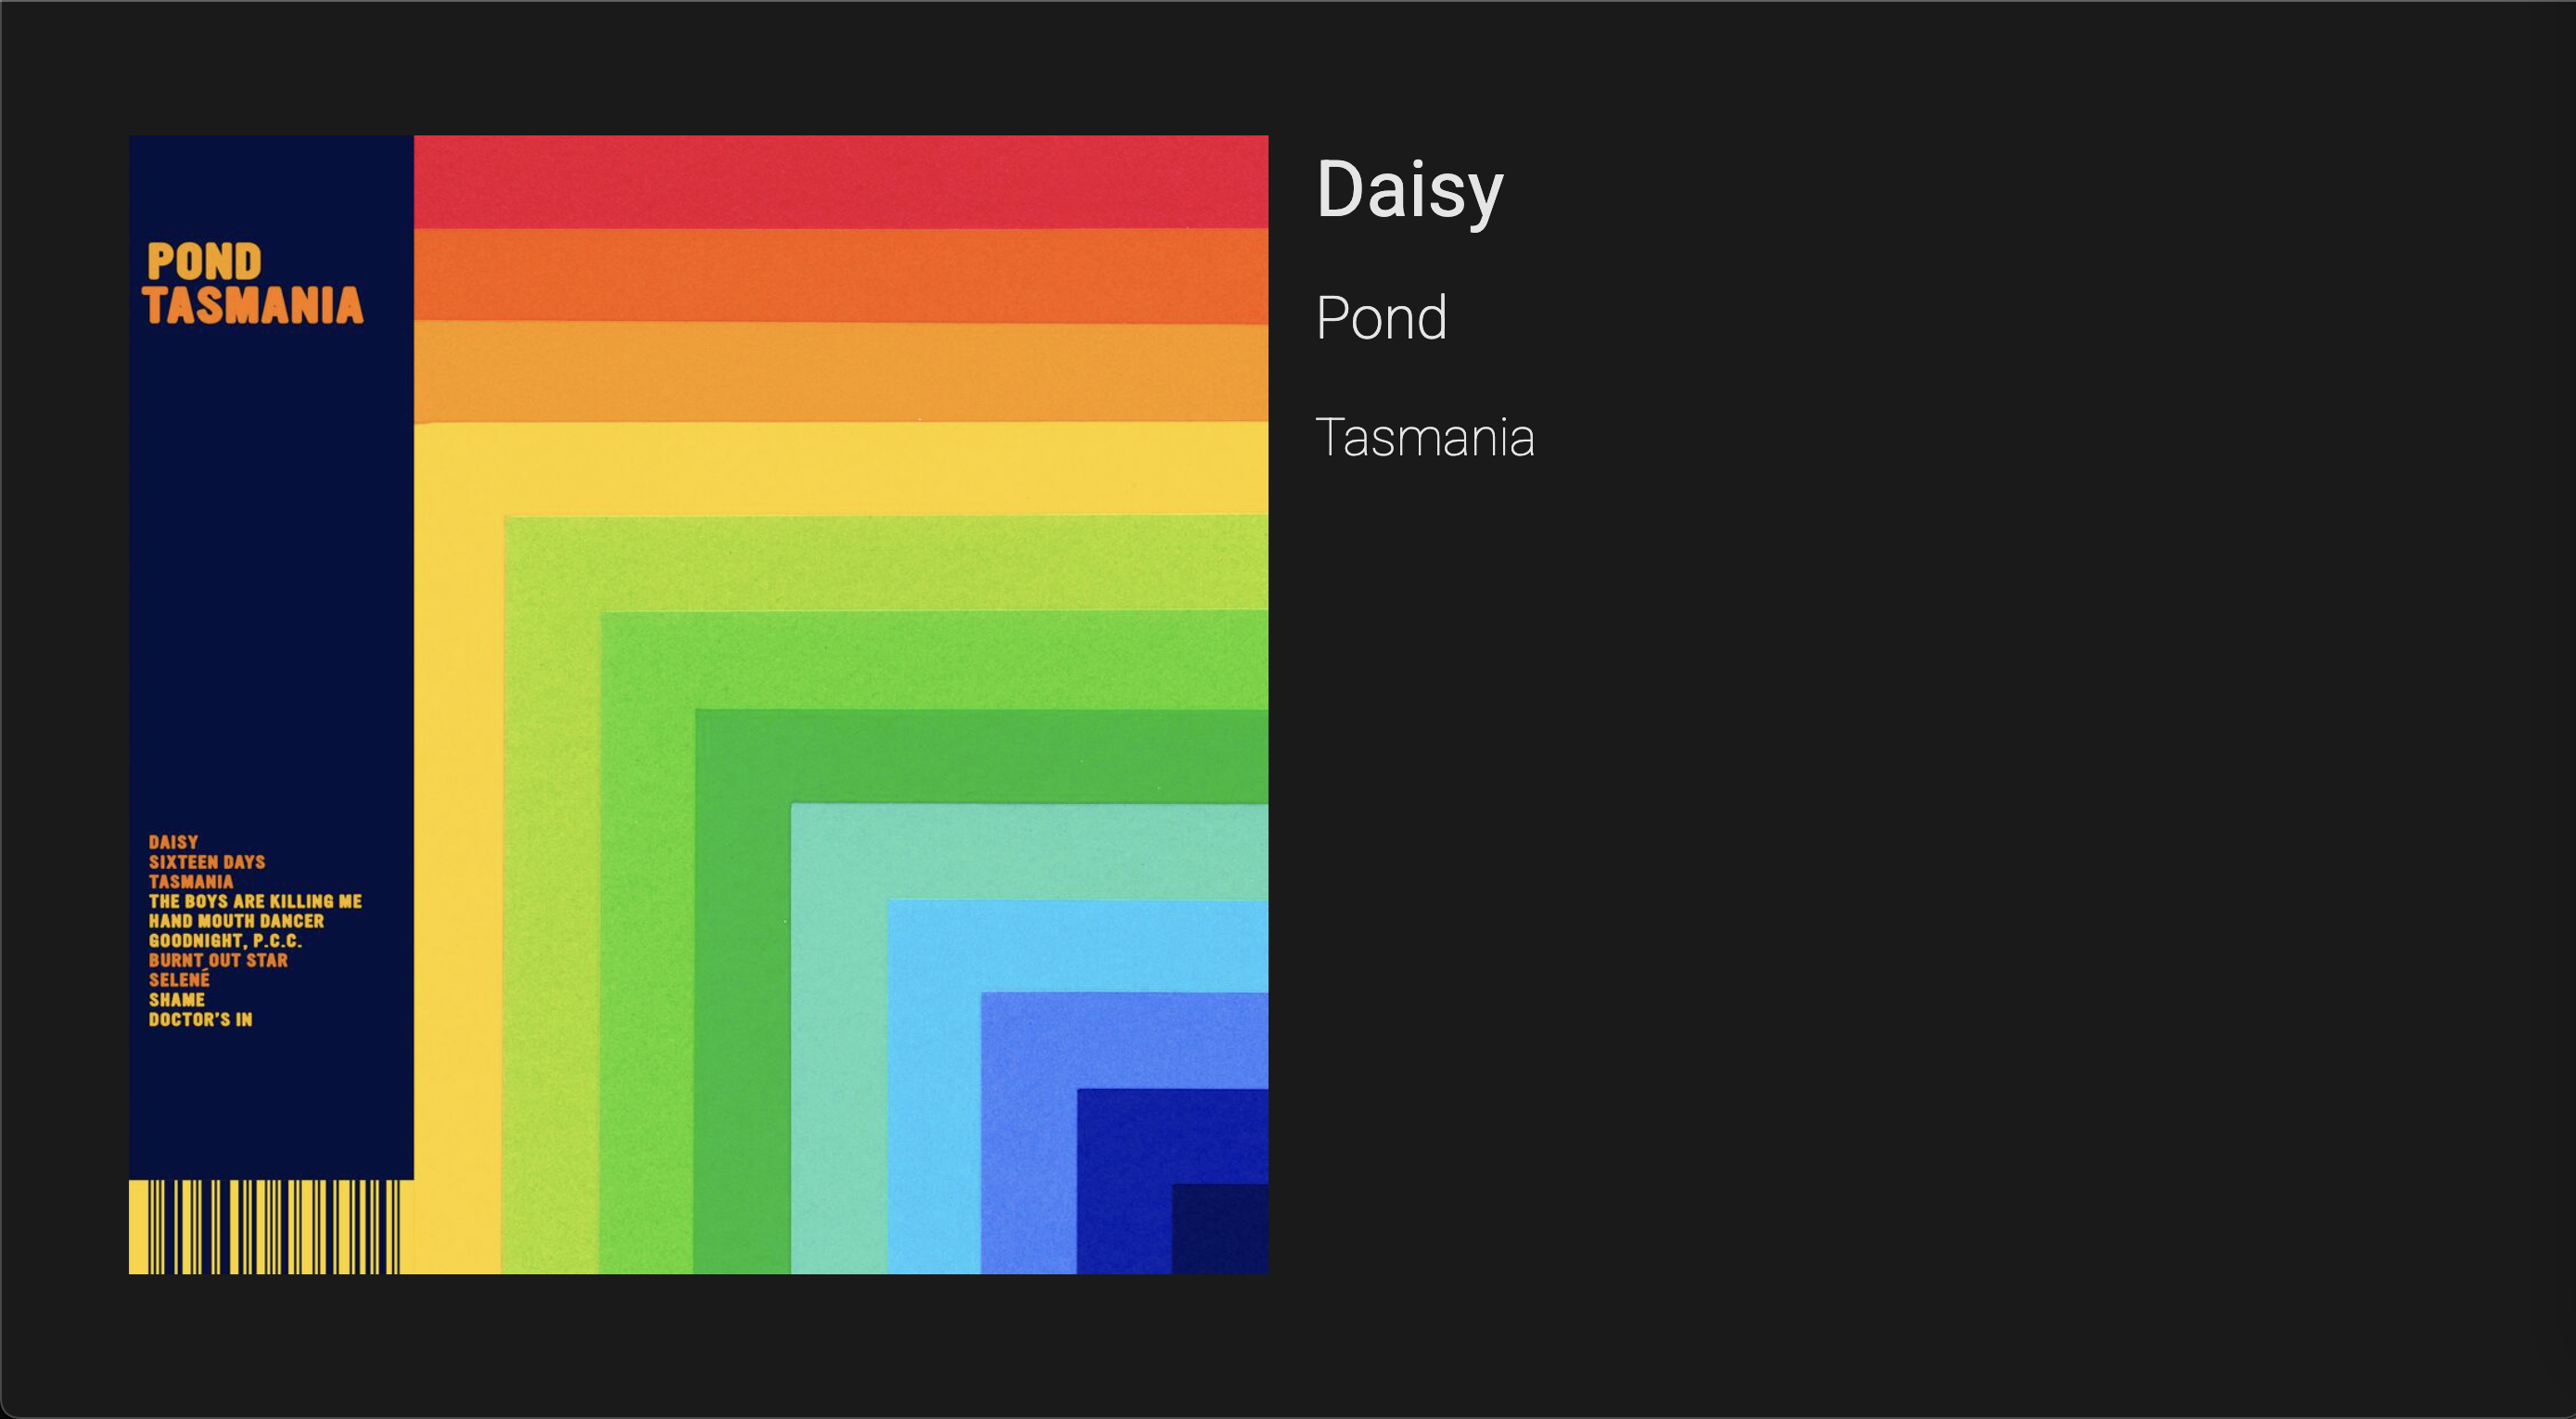 POND
TASMANIA
DAISY
SIXTEEN DAYS
TASMANIA
THE BOYS ARE KILLING ME
HAND MOUTH DANCER
GOODNIGHT, P.C.C.
BURNT OUT STAR
SELENÉ
SHAME
DOCTOR'S IN
Daisy
Pond
Tasmania